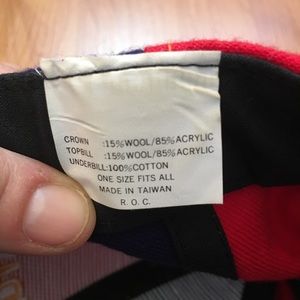 CROWN :15%WOOL/85%ACRYLIC
TOPBILL :15%WOOL/85%ACRYLIC
UNDERBILL:100%COTTON
ONE SIZE FITS ALL
MADE IN TAIWAN
R.O.C.